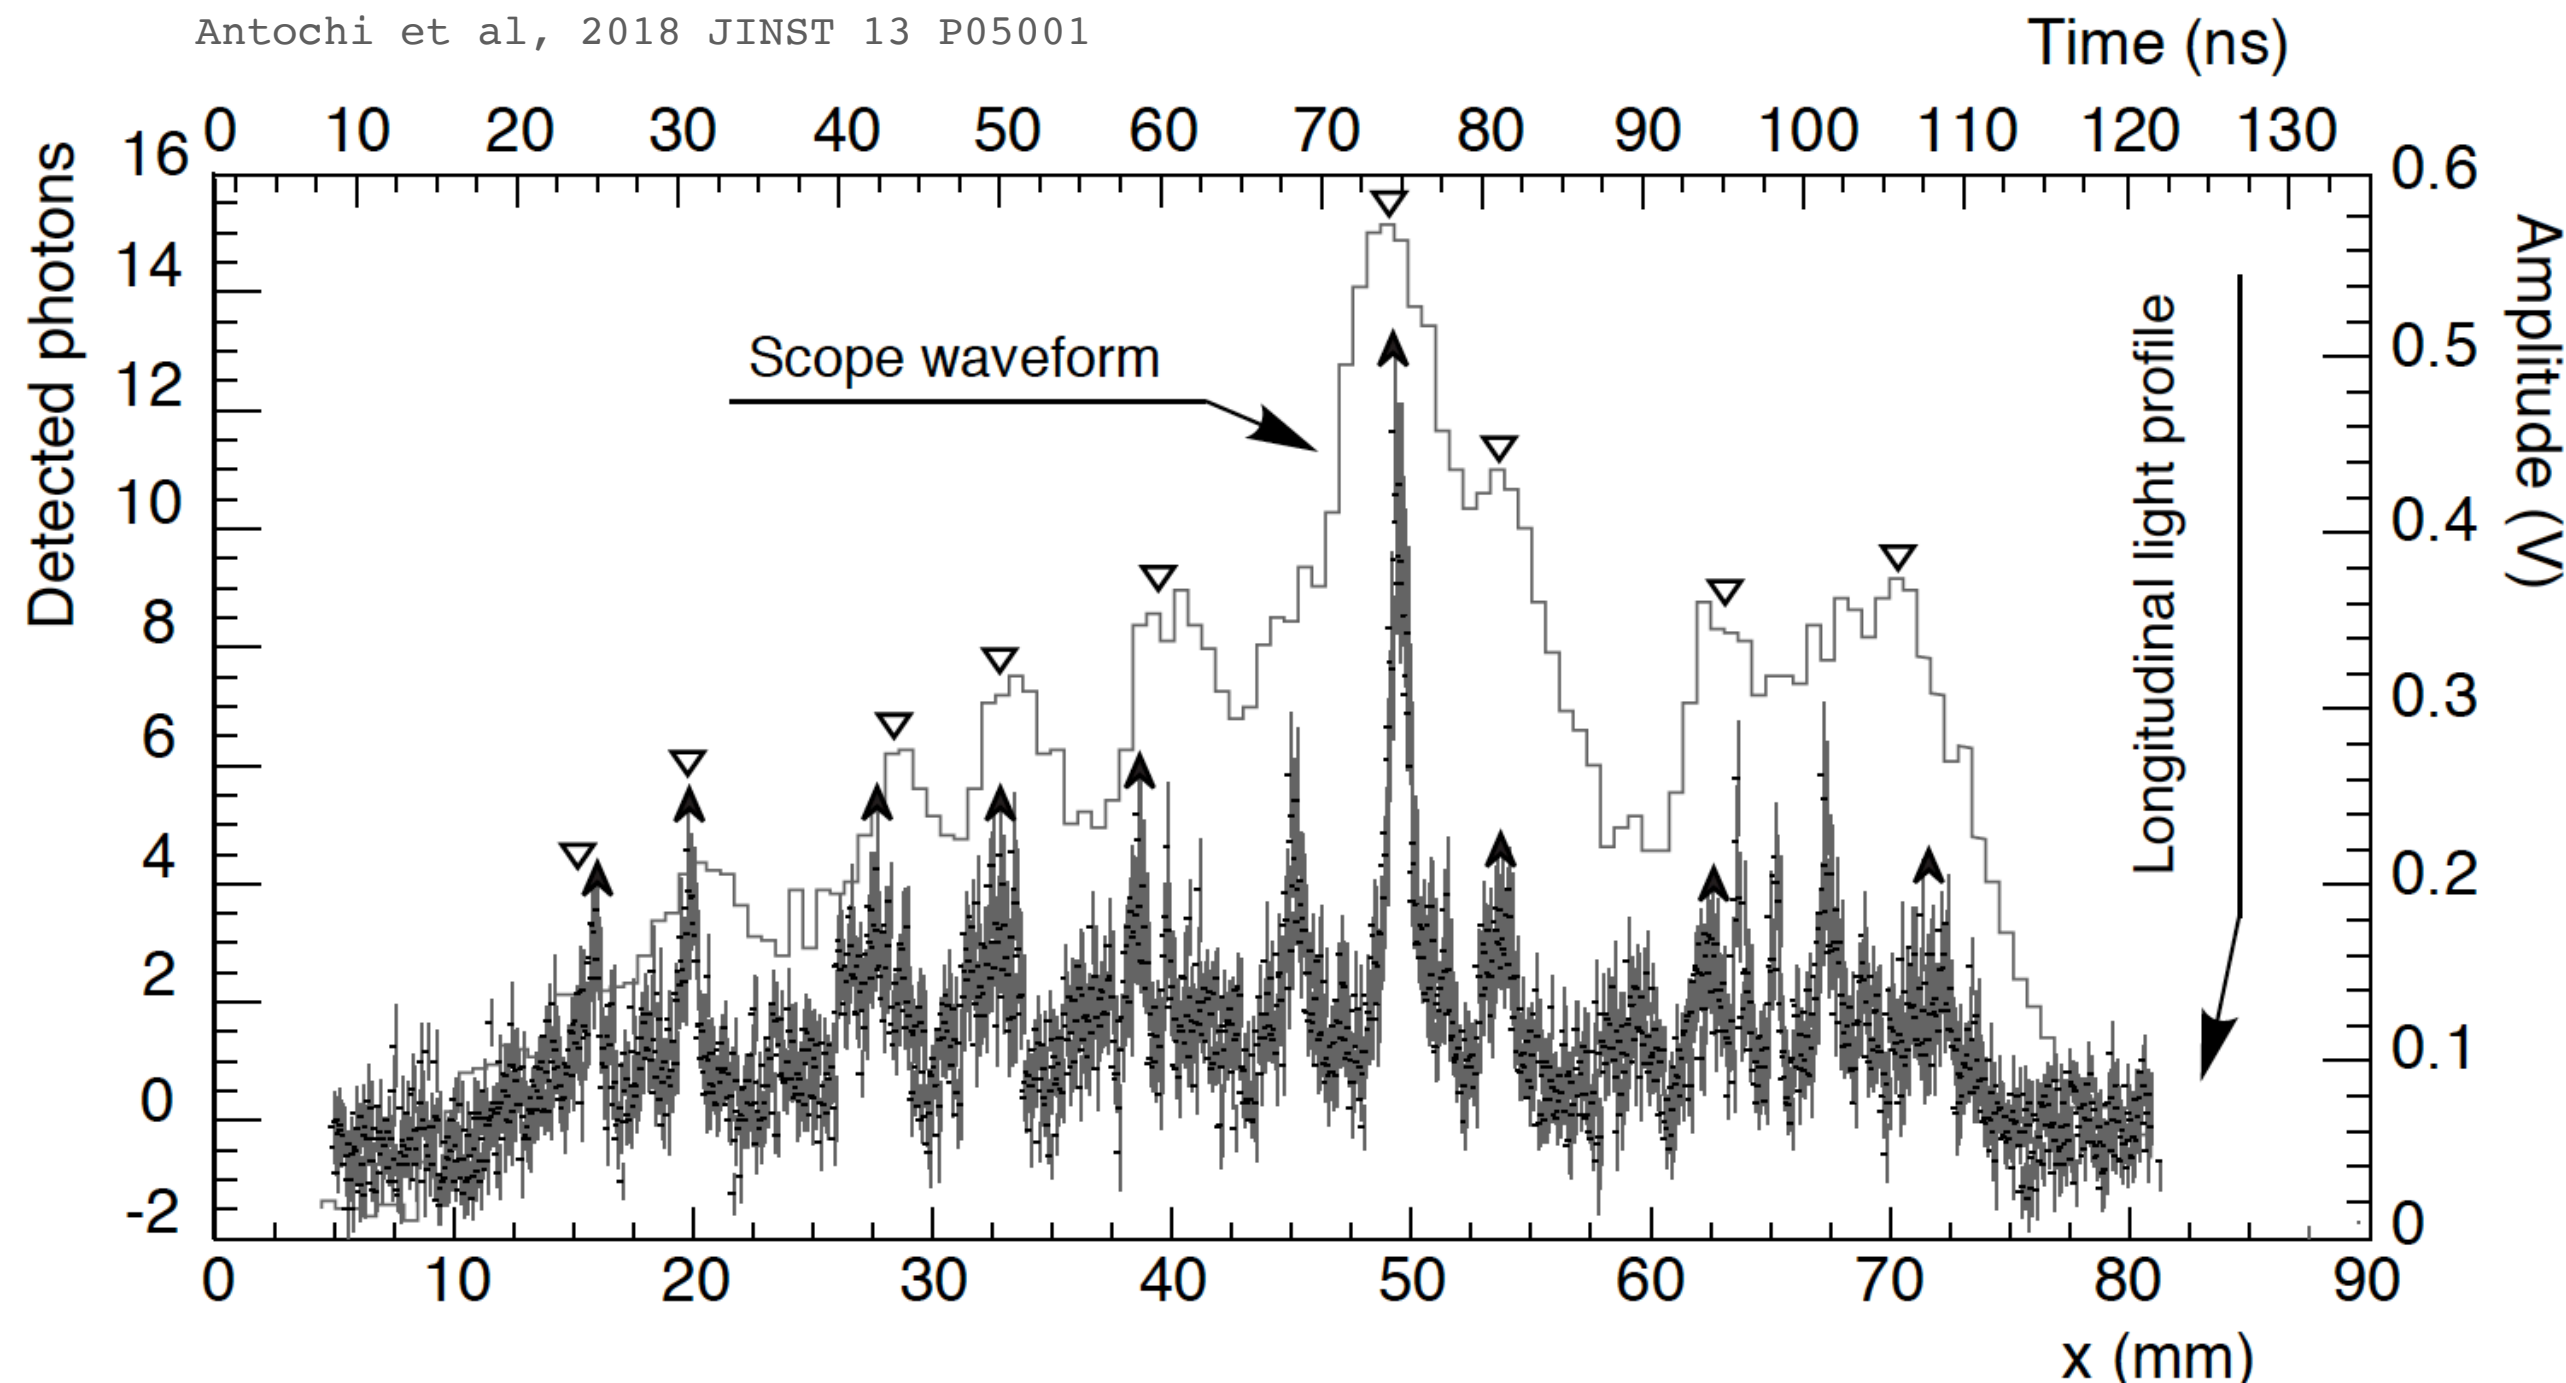 Antochi et al, 2018 JINST 13 P05001
Time (ns)
0 10 20 30 40 50 60 70 80 90 100 110 120 130
Detected photons
16
14
12
10
8
6
4
2
0
-2
Scope waveform
Longitudinal light profile
0.6
0.5
0.4
0.3
0.2
0.1
0
Amplitude (V)
0 10 20 30 40 50 60 70 80 90
x (mm)